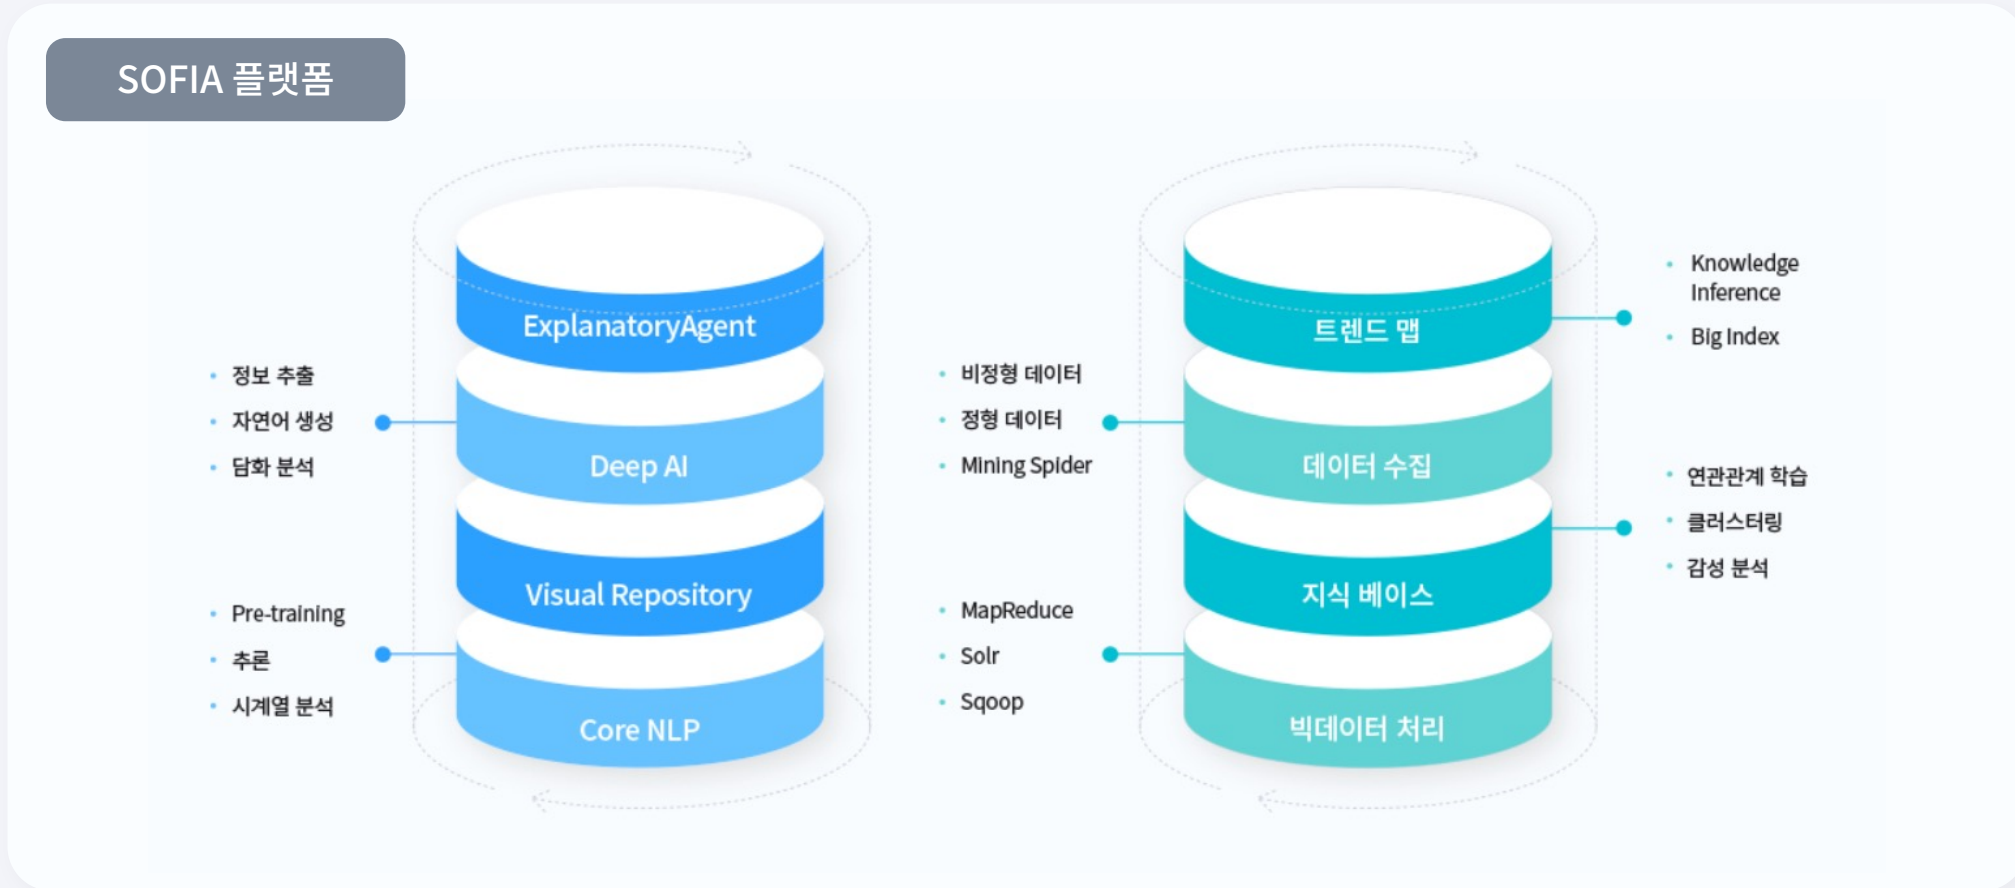 SOFIA 플랫폼
ExplanatoryAgent
정보 추출
자연어 생성
담화 분석
Deep AI
Visual Repository
Pre-training
추론
시계열 분석
Core NLP
트렌드 맵
Knowledge
Inference
Big Index
비정형 데이터
정형 데이터
Mining Spider
데이터 수집
지식 베이스
연관관계 학습
클러스터링
감성 분석
MapReduce
Solr
Sqoop
빅데이터 처리